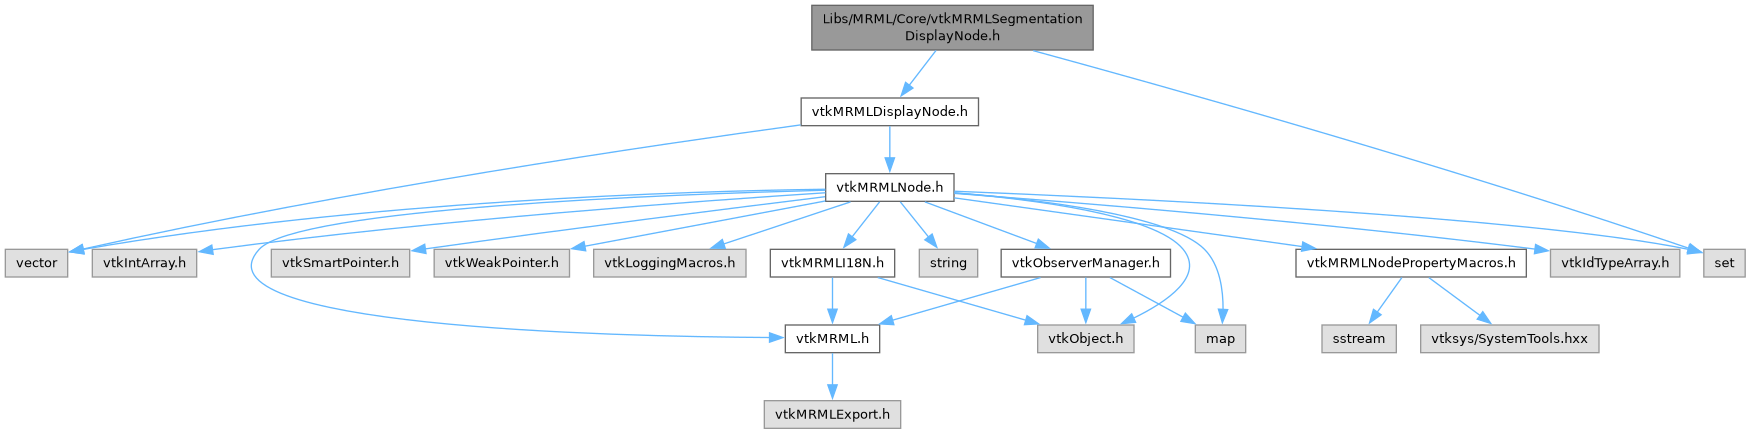 Libs/MRML/Core/vtkMRMLSegmentation
DisplayNode.h
vtkMRMLDisplayNode.h
vtkMRMLNode.h
vector
vtkIntArray.h
vtkSmartPointer.h
vtkWeakPointer.h
vtkLoggingMacros.h
vtkMRMLI18N.h
string
vtkObserverManager.h
vtkMRMLNodePropertyMacros.h
vtkIdTypeArray.h
set
vtkMRML.h
vtkObject.h
map
sstream
vtksys/SystemTools.hxx
vtkMRMLExport.h